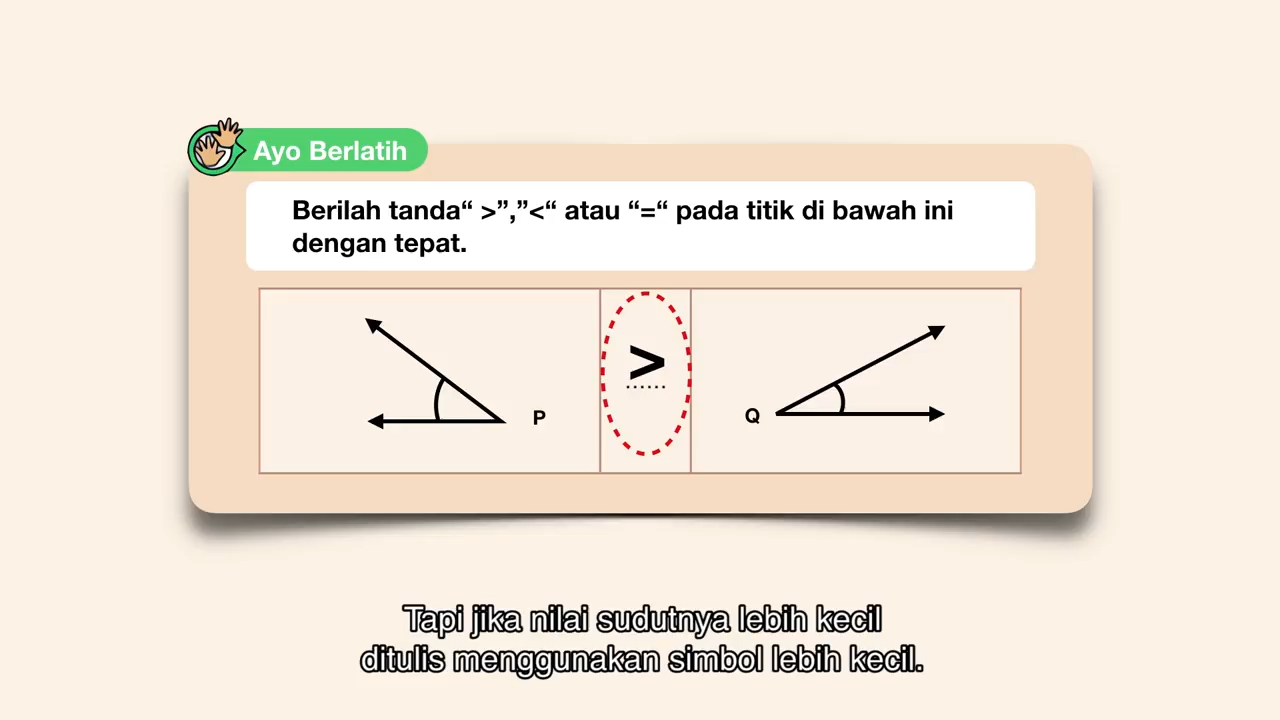 Ayo Berlatih
Berilah tanda“ >”,”<“ atau “=“ pada titik di bawah ini
dengan tepat.
>
......
P
Q
Tapi jika nilai sudutnya lebih kecil
ditulis menggunakan simbol lebih kecil.